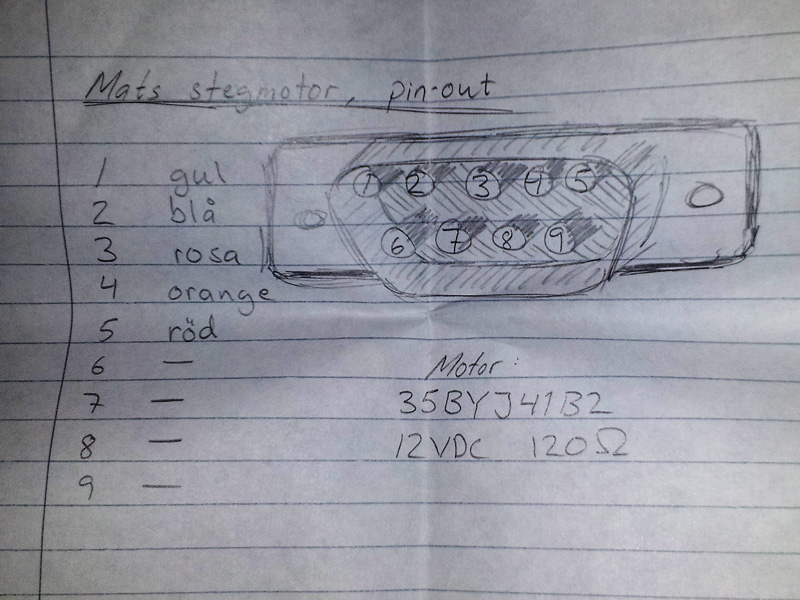 Mats stegmotor, pin-out
1 gul
2 blå
3 rosa
4 orange
5 röd
6 —
7 —
8 —
9 —
1 2 3 4 5
6 7 8 9
Motor:
35BYJ41B2
12VDC 120Ω